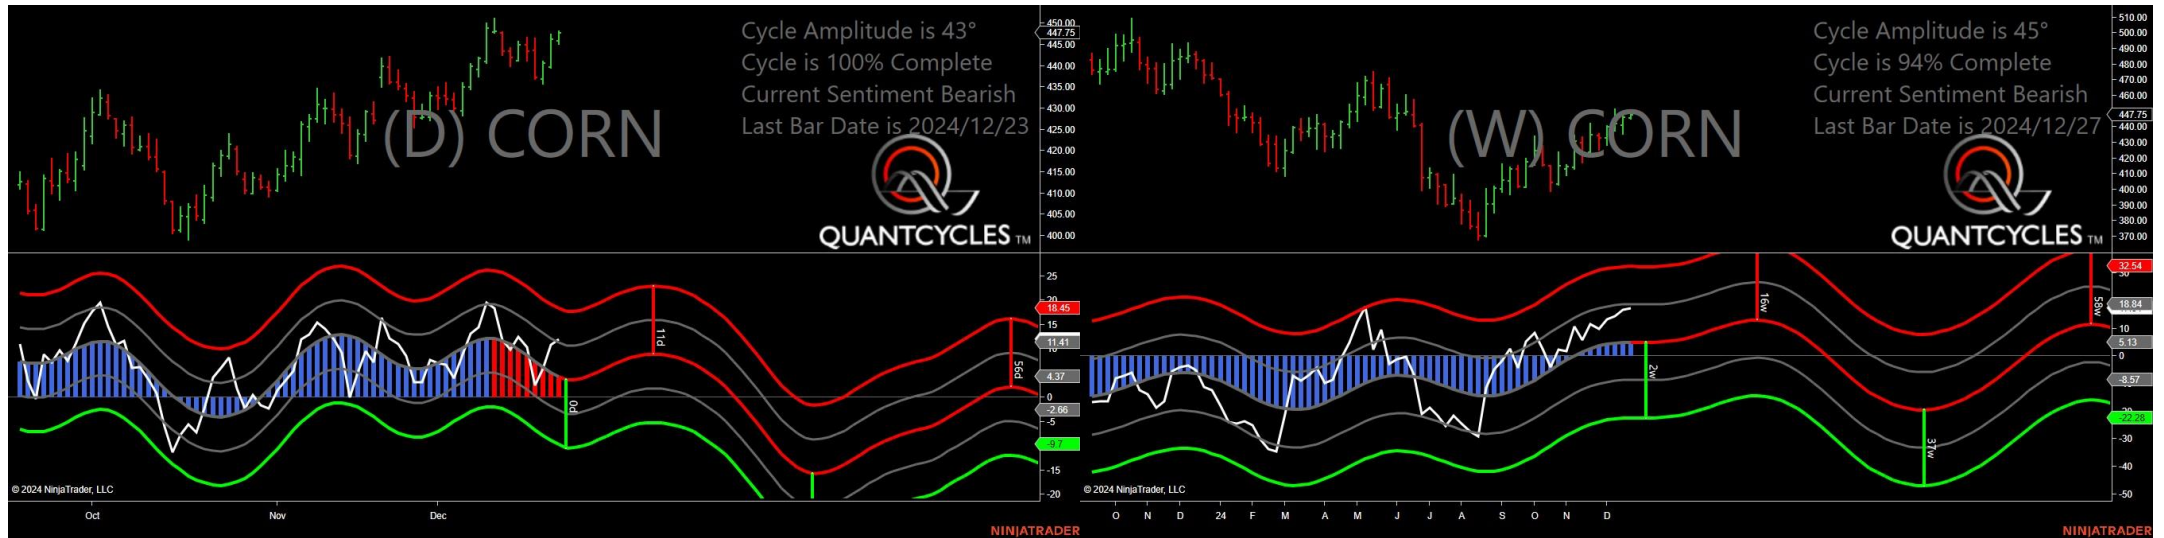 Cycle Amplitude is 43°
Cycle is 100% Complete
Current Sentiment Bearish
Last Bar Date is 2024/12/23
(D) CORN
QUANTCYCLES TM
450.00
447.75
445.00
440.00
435.00
430.00
425.00
420.00
415.00
410.00
405.00
400.00
25
20
18.45
15
11.41
10
4.37
0
-2.66
-5
-9.7
-15
-20
11d
56d
0d
© 2024 NinjaTrader, LLC
Oct
Nov
Dec
NINJATRADER
Cycle Amplitude is 45°
Cycle is 94% Complete
Current Sentiment Bearish
Last Bar Date is 2024/12/27
(W) CORN
QUANTCYCLES TM
510.00
500.00
490.00
480.00
470.00
460.00
447.75
440.00
430.00
420.00
410.00
400.00
390.00
380.00
370.00
32.54
30
18.84
10
5.13
0
-8.57
-22.28
-30
-40
-50
16w
58w
2w
37w
© 2024 NinjaTrader, LLC
O N D 24 F M A M J J A S O N D
NINJATRADER